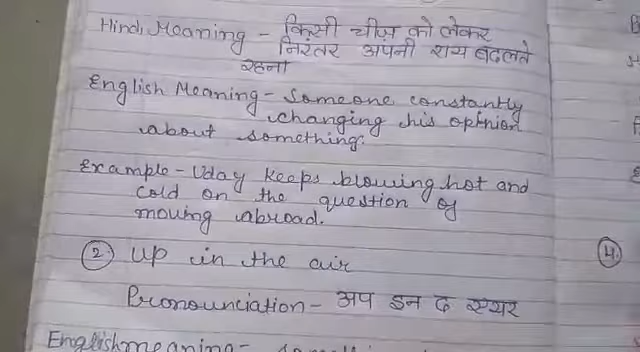 Hindi Meaning - किसी चीज़ को लेकर
निरंतर अपनी राय बदलते
रहना
English Meaning - Someone constantly
changing his opinion
about something.
Example - Uday keeps blowing hot and
cold on the question of
moving abroad.
② up in the air
Pronounciation - अप इन द एयर
④
English meaning -